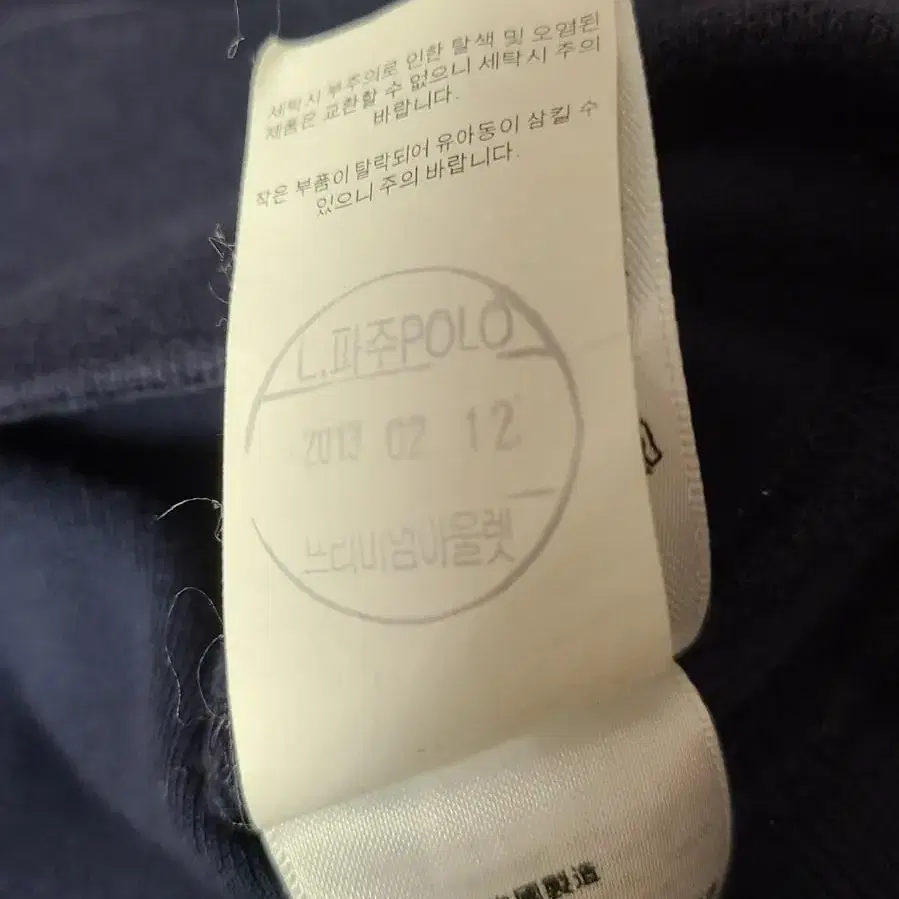 세탁시 부주의로 인한 탈색 및 오염된
제품은 교환할 수 없으니 세탁시 주의
바랍니다.
작은 부품이 탈락되어 유아동이 삼킬 수
있으니 주의 바랍니다.
L.파주POLO
2013 02 12
製造